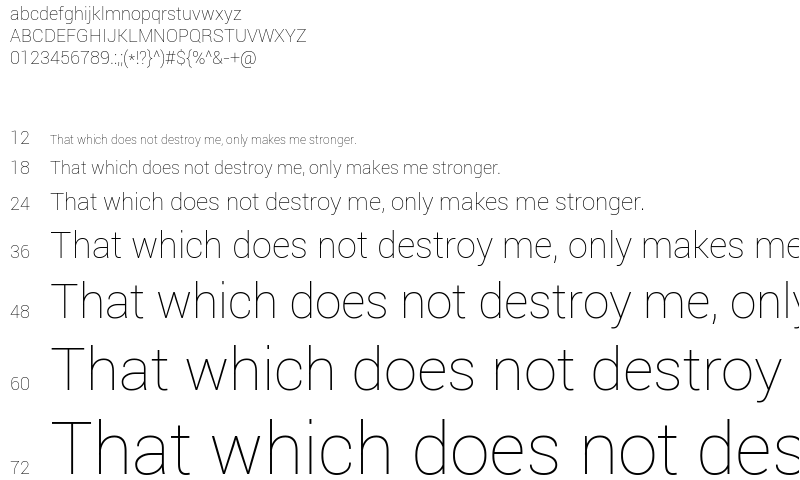 abcdefghijklmnopqrstuvwxyz
ABCDEFGHIJKLMNOPQRSTUVWXYZ
0123456789.:,;(*!?}^)#${%^&-+@
12 That which does not destroy me, only makes me stronger.
18 That which does not destroy me, only makes me stronger.
24 That which does not destroy me, only makes me stronger.
36 That which does not destroy me, only makes me
48 That which does not destroy me, only
60 That which does not destroy
72 That which does not des